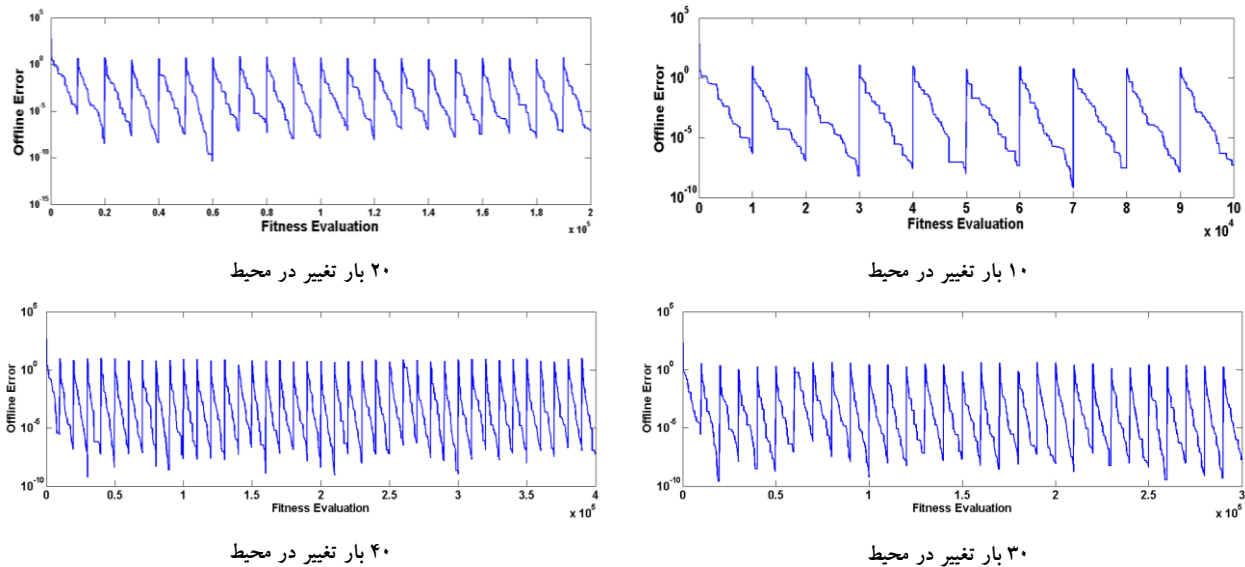 10^5
10^0
10^-5
10^-10
10^-15
Offline Error
0 0.2 0.4 0.6 0.8 1 1.2 1.4 1.6 1.8 2
Fitness Evaluation
x 10^5
۲۰ بار تغییر در محیط
10^5
10^0
10^-5
10^-10
Offline Error
0 1 2 3 4 5 6 7 8 9 10
Fitness Evaluation
x 10^4
۱۰ بار تغییر در محیط
10^5
10^0
10^-5
10^-10
Offline Error
0 0.5 1 1.5 2 2.5 3 3.5 4
Fitness Evaluation
x 10^5
۴۰ بار تغییر در محیط
10^5
10^0
10^-5
10^-10
Offline Error
0 0.5 1 1.5 2 2.5 3
Fitness Evaluation
x 10^5
۳۰ بار تغییر در محیط